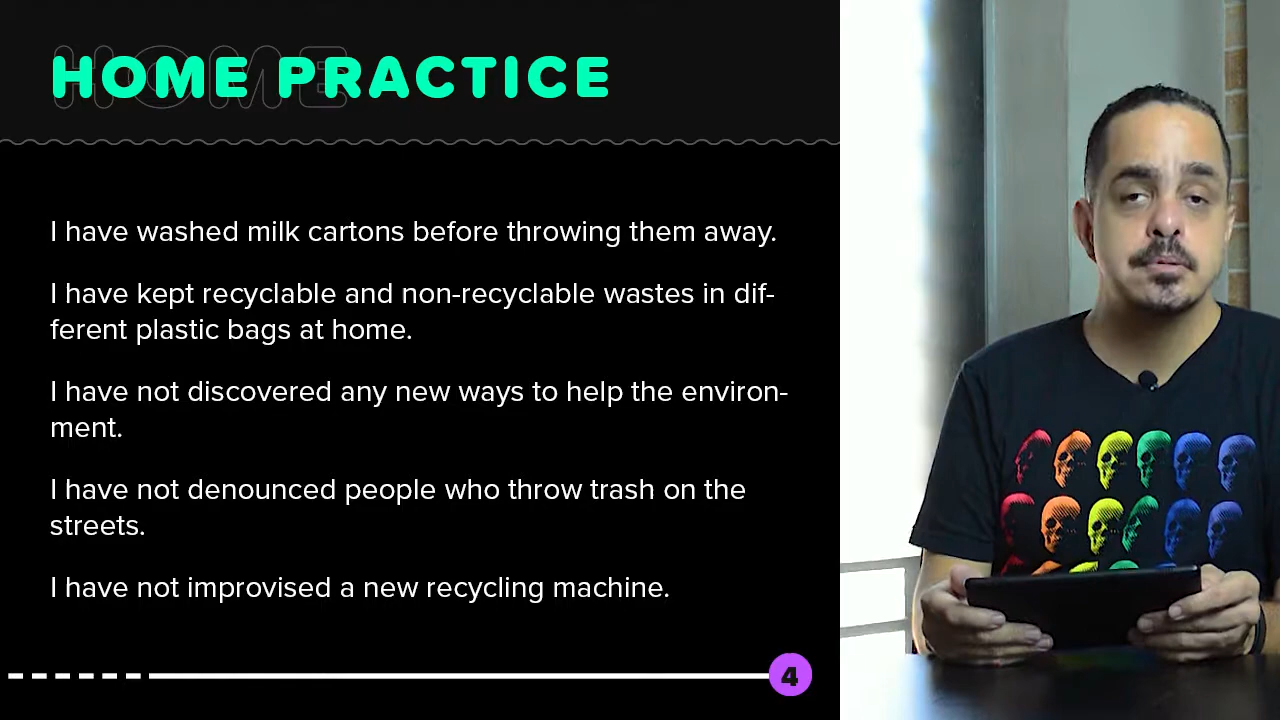 HOME PRACTICE
I have washed milk cartons before throwing them away.
I have kept recyclable and non-recyclable wastes in dif-
ferent plastic bags at home.
I have not discovered any new ways to help the environ-
ment.
I have not denounced people who throw trash on the
streets.
I have not improvised a new recycling machine.
4